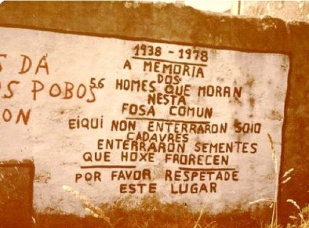 1938 - 1978
A MEMORIA
DOS
56 HOMES QUE MORAN
NESTA
FOSA COMUN
EIQUI NON ENTERRARON SOIO
CADAVRES
ENTERRARON SEMENTES
QUE HOXE FRORECEN
POR FAVOR RESPETADE
ESTE LUGAR
S DA
OS POBOS
ON